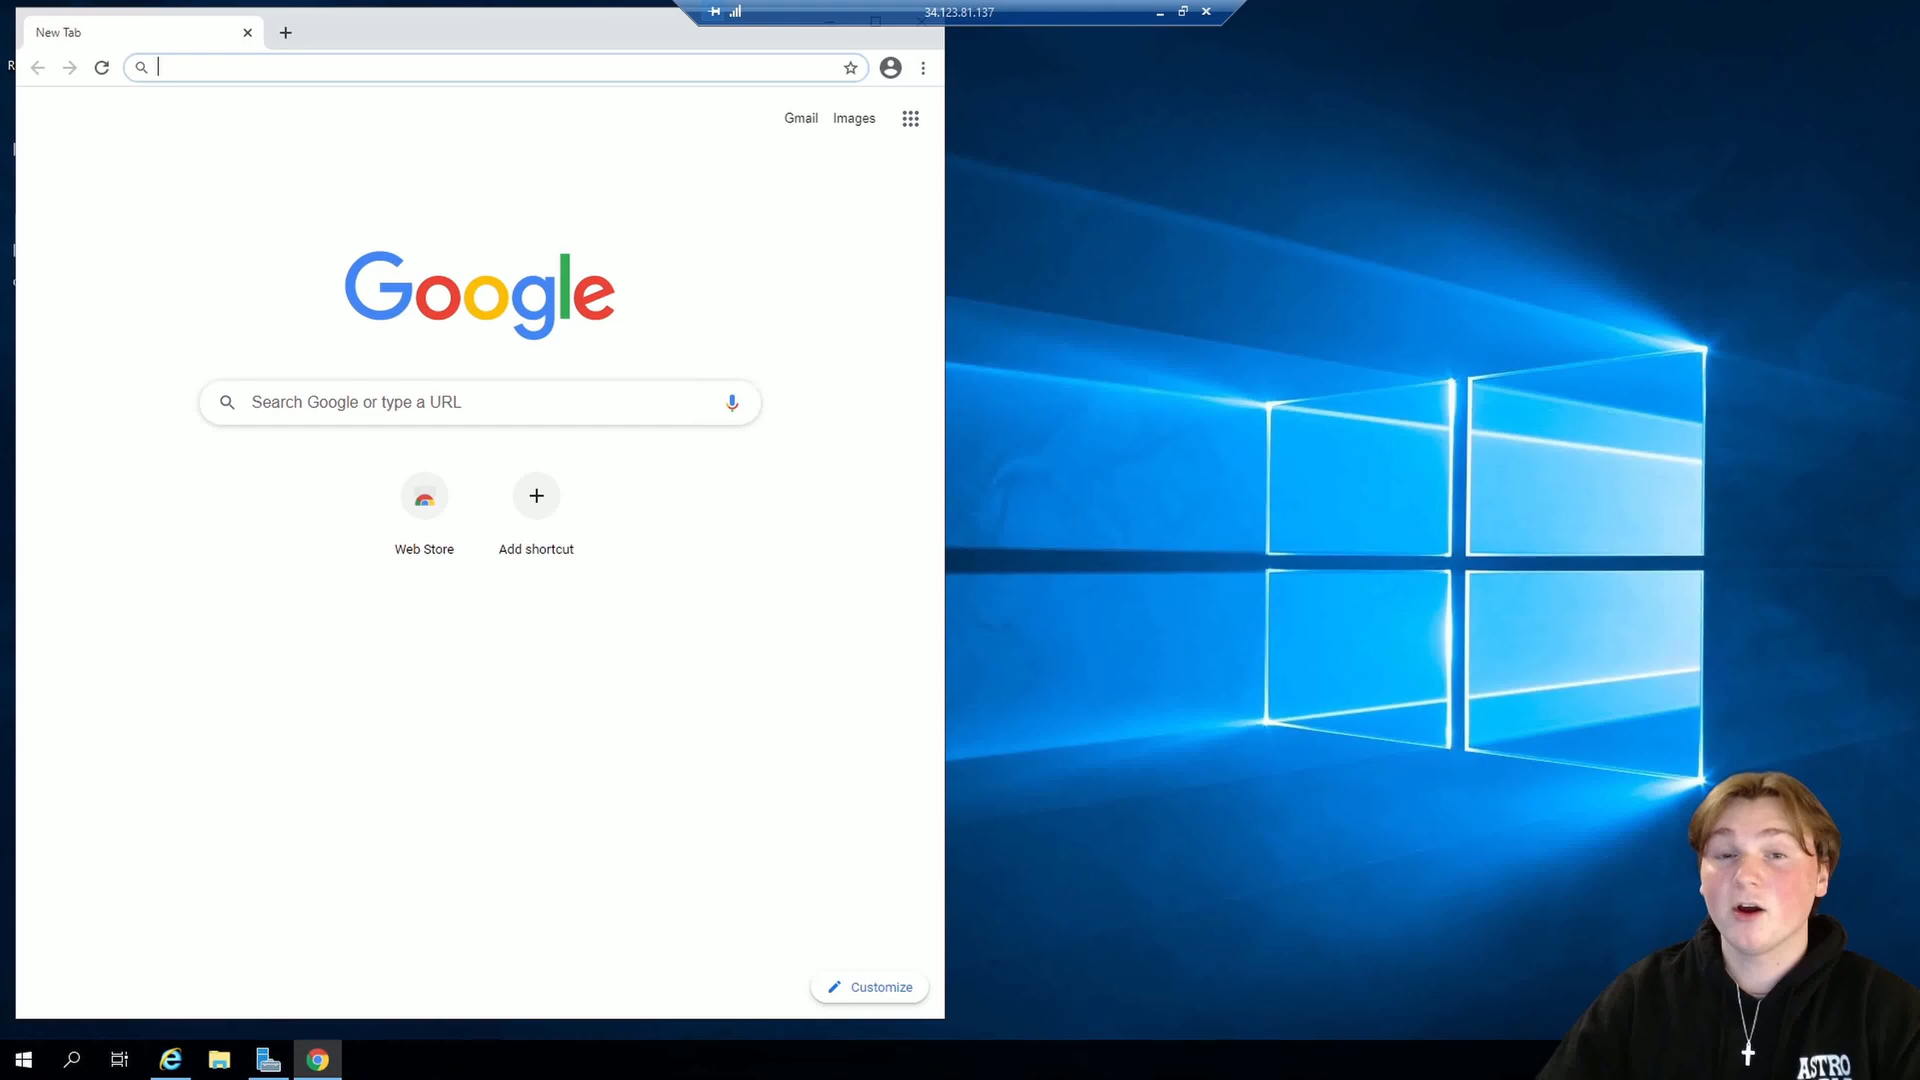 34.123.81.137
New Tab
Gmail Images
Google
Search Google or type a URL
Web Store Add shortcut
Customize
ASTRO